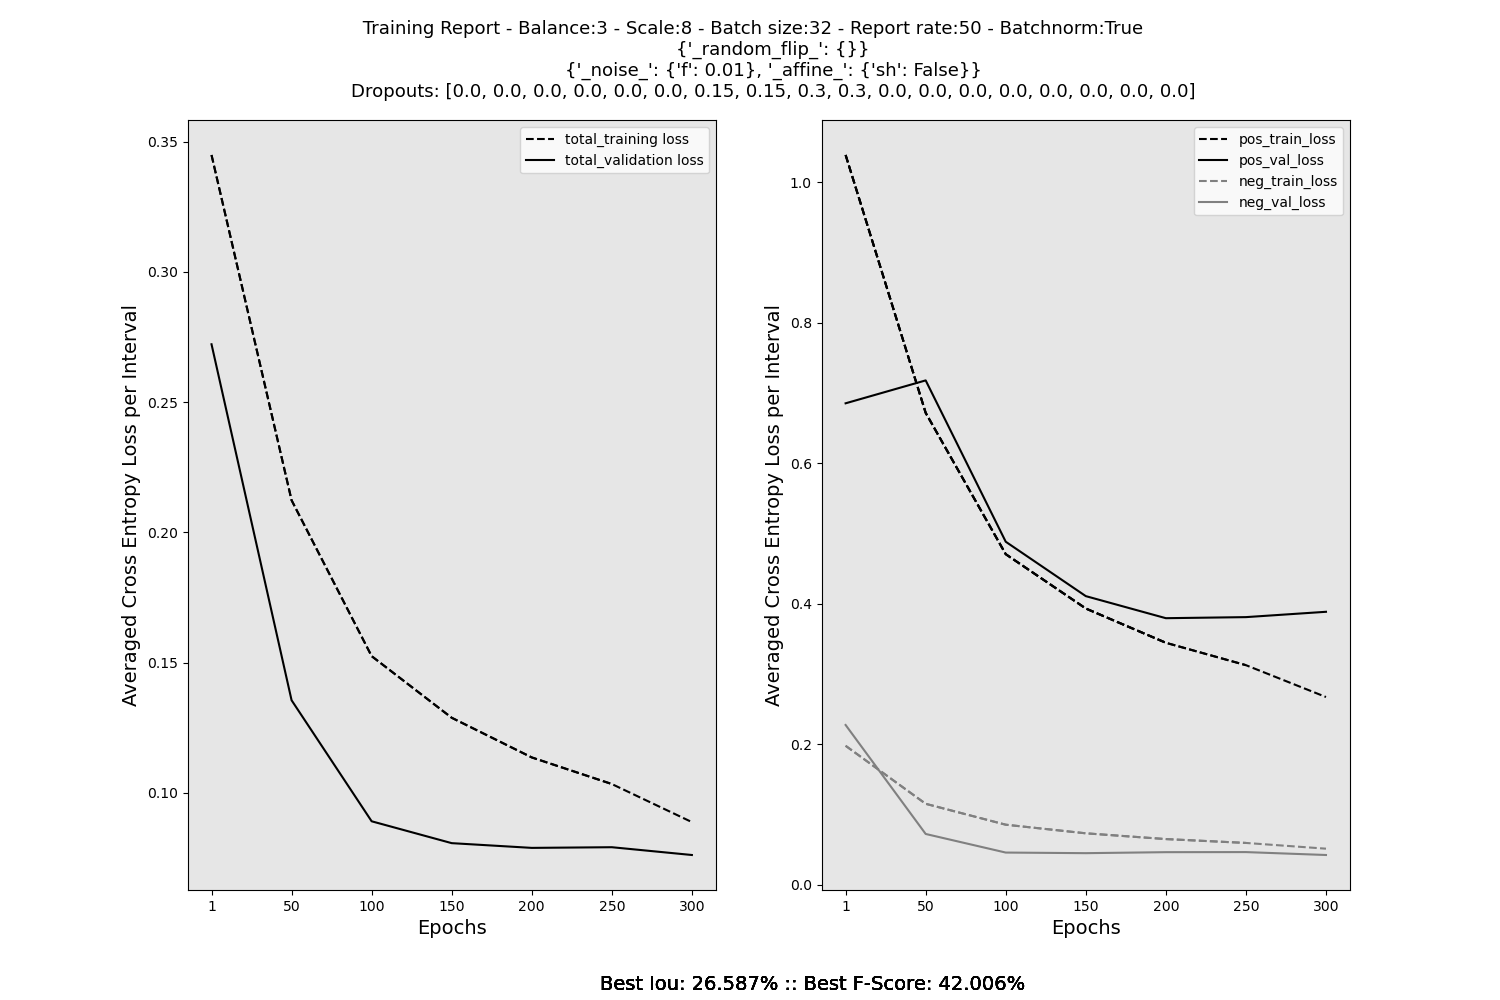 Training Report - Balance:3 - Scale:8 - Batch size:32 - Report rate:50 - Batchnorm:True
{'_random_flip_': {}}
{'_noise_': {'f': 0.01}, '_affine_': {'sh': False}}
Dropouts: [0.0, 0.0, 0.0, 0.0, 0.0, 0.0, 0.15, 0.15, 0.3, 0.3, 0.0, 0.0, 0.0, 0.0, 0.0, 0.0, 0.0, 0.0]
Averaged Cross Entropy Loss per Interval
0.35
0.30
0.25
0.20
0.15
0.10
total_training loss
total_validation loss
1 50 100 150 200 250 300
Epochs
Averaged Cross Entropy Loss per Interval
1.0
0.8
0.6
0.4
0.2
0.0
pos_train_loss
pos_val_loss
neg_train_loss
neg_val_loss
1 50 100 150 200 250 300
Epochs
Best Iou: 26.587% :: Best F-Score: 42.006%